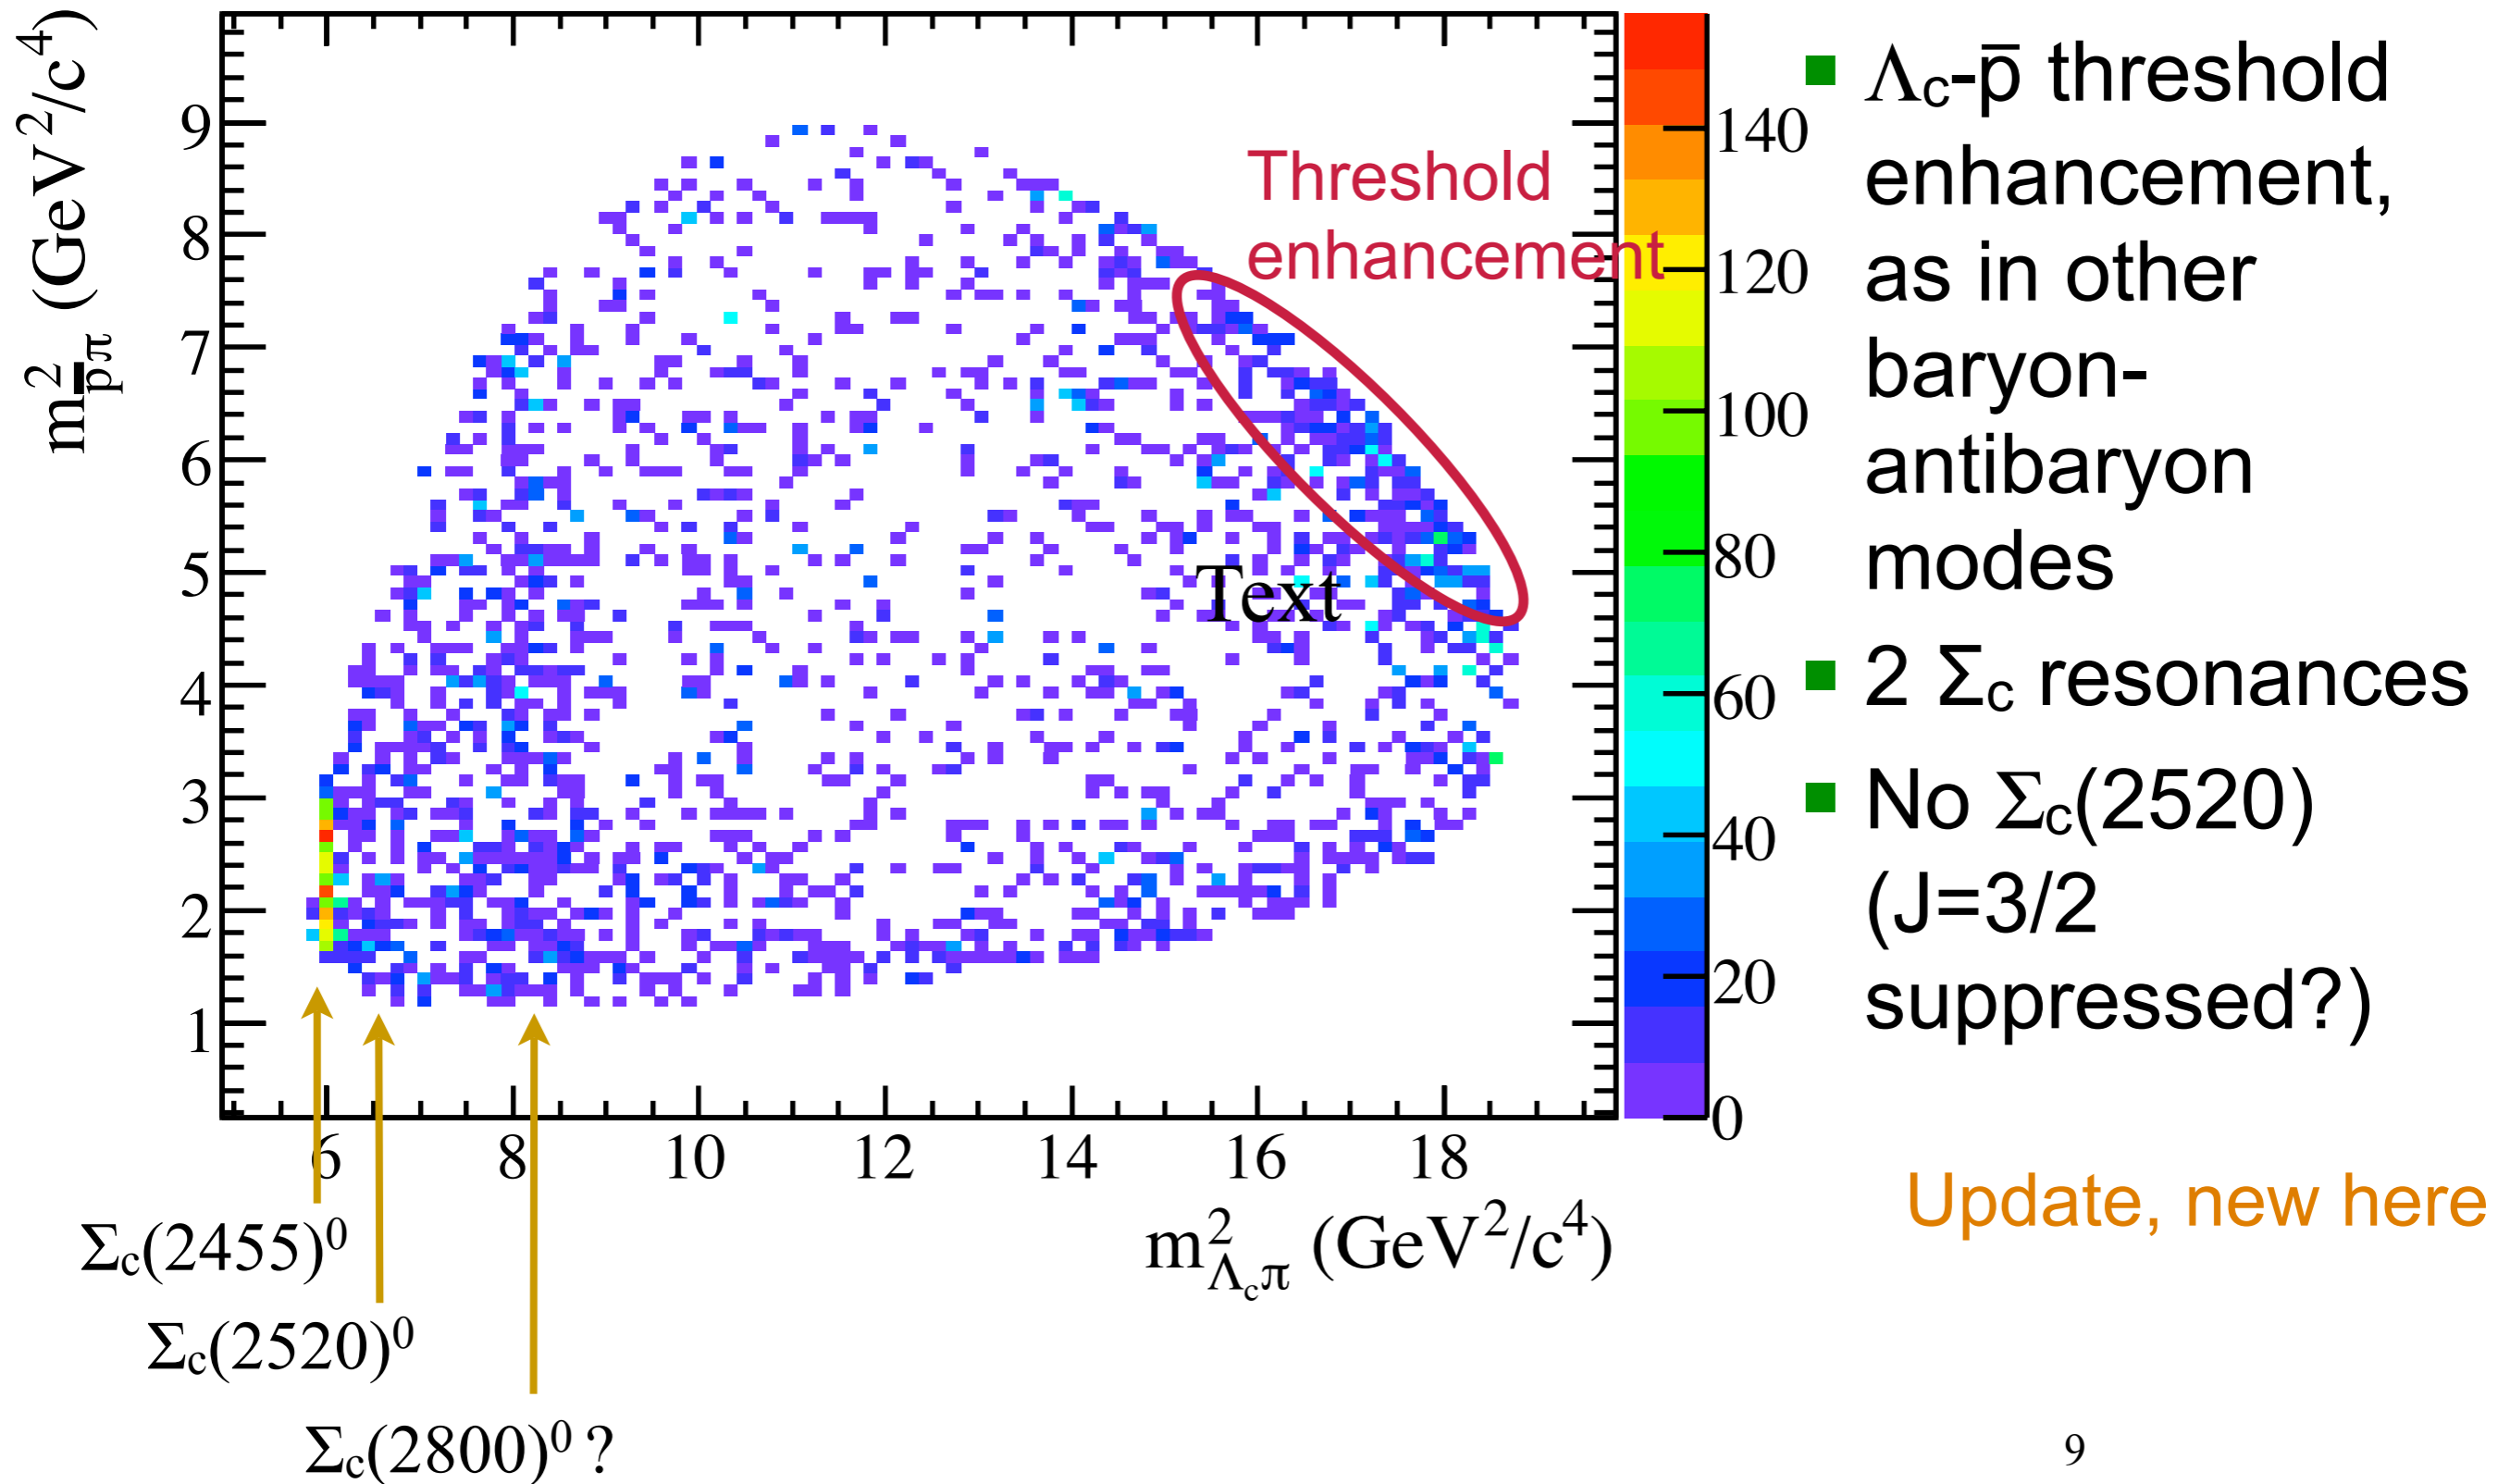 m²p̅π (GeV²/c⁴)
9
8
7
6
5
4
3
2
1
Threshold
enhancement
Text
140
120
100
80
60
40
20
0
6 8 10 12 14 16 18
m²Λcπ (GeV²/c⁴)
Σc(2455)⁰
Σc(2520)⁰
Σc(2800)⁰ ?
Λc-p̅ threshold
enhancement,
as in other
baryon-
antibaryon
modes
2 Σc resonances
No Σc(2520)
(J=3/2
suppressed?)
Update, new here
9